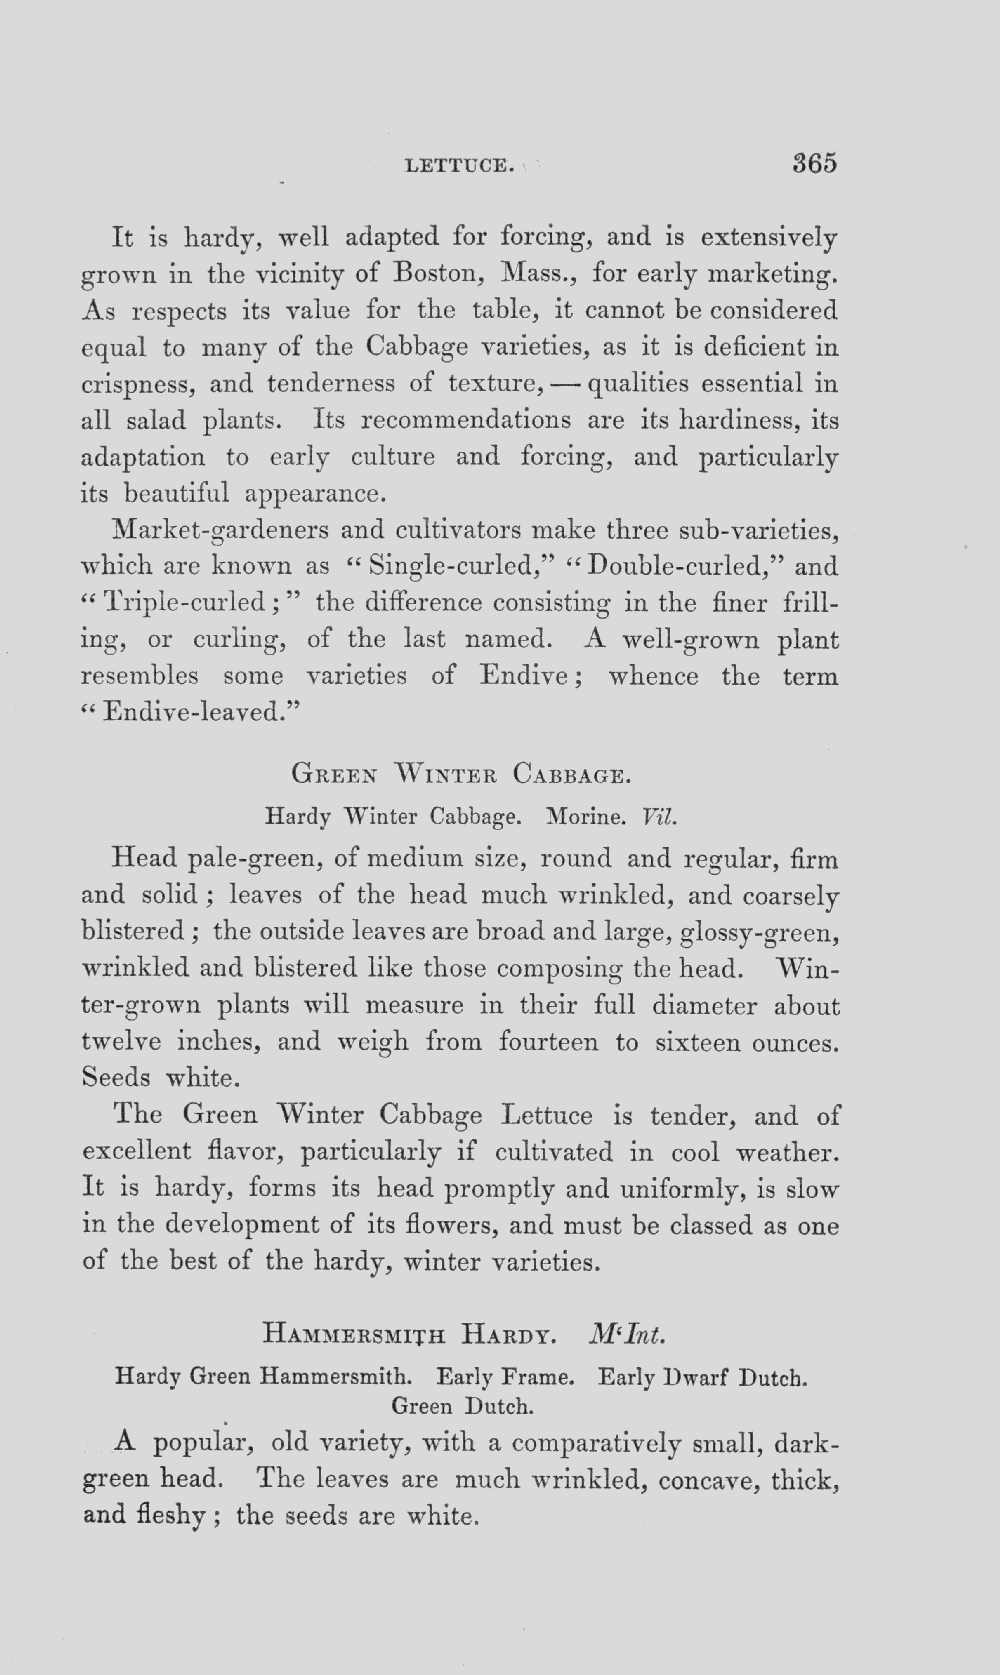 LETTUCE. 365
It is hardy, well adapted for forcing, and is extensively
grown in the vicinity of Boston, Mass., for early marketing.
As respects its value for the table, it cannot be considered
equal to many of the Cabbage varieties, as it is deficient in
crispness, and tenderness of texture, — qualities essential in
all salad plants. Its recommendations are its hardiness, its
adaptation to early culture and forcing, and particularly
its beautiful appearance.
Market-gardeners and cultivators make three sub-varieties,
which are known as “Single-curled,” “Double-curled,” and
“Triple-curled;” the difference consisting in the finer frill-
ing, or curling, of the last named. A well-grown plant
resembles some varieties of Endive; whence the term
“Endive-leaved.”
GREEN WINTER CABBAGE.
Hardy Winter Cabbage. Morine. Vil.
Head pale-green, of medium size, round and regular, firm
and solid; leaves of the head much wrinkled, and coarsely
blistered; the outside leaves are broad and large, glossy-green,
wrinkled and blistered like those composing the head. Win-
ter-grown plants will measure in their full diameter about
twelve inches, and weigh from fourteen to sixteen ounces.
Seeds white.
The Green Winter Cabbage Lettuce is tender, and of
excellent flavor, particularly if cultivated in cool weather.
It is hardy, forms its head promptly and uniformly, is slow
in the development of its flowers, and must be classed as one
of the best of the hardy, winter varieties.
HAMMERSMITH HARDY. M‘Int.
Hardy Green Hammersmith. Early Frame. Early Dwarf Dutch.
Green Dutch.
A popular, old variety, with a comparatively small, dark-
green head. The leaves are much wrinkled, concave, thick,
and fleshy; the seeds are white.